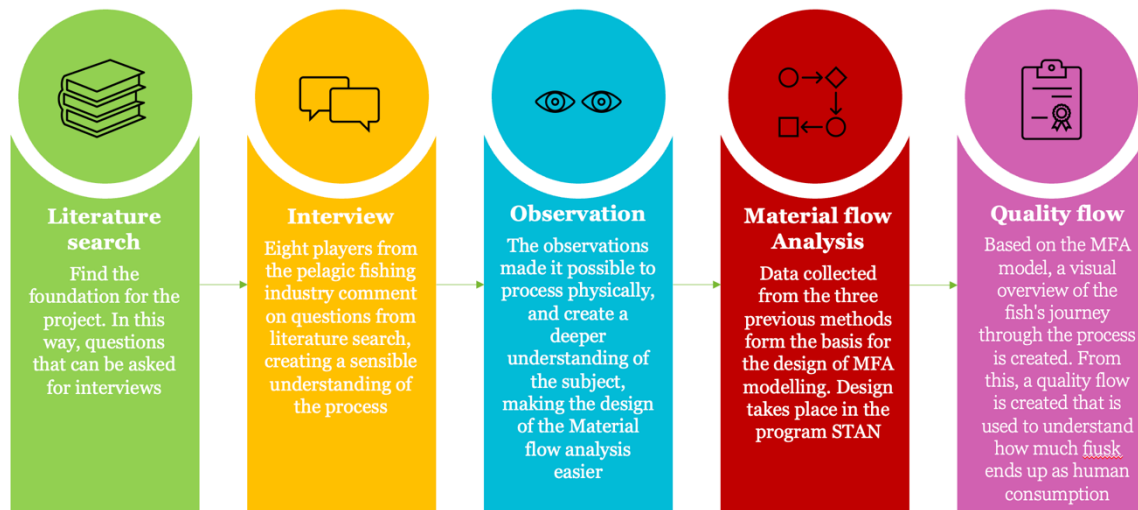 Literature
search
Find the
foundation for the
project. In this
way, questions
that can be asked
for interviews
Interview
Eight players from
the pelagic fishing
industry comment
on questions from
literature search,
creating a sensible
understanding of
the process
Observation
The observations
made it possible to
process physically,
and create a
deeper
understanding of
the subject,
making the design
of the Material
flow analysis
easier
Material flow
Analysis
Data collected
from the three
previous methods
form the basis for
the design of MFA
modelling. Design
takes place in the
program STAN
Quality flow
Based on the MFA
model, a visual
overview of the
fish's journey
through the process
is created. From
this, a quality flow
is created that is
used to understand
how much fiusk
ends up as human
consumption